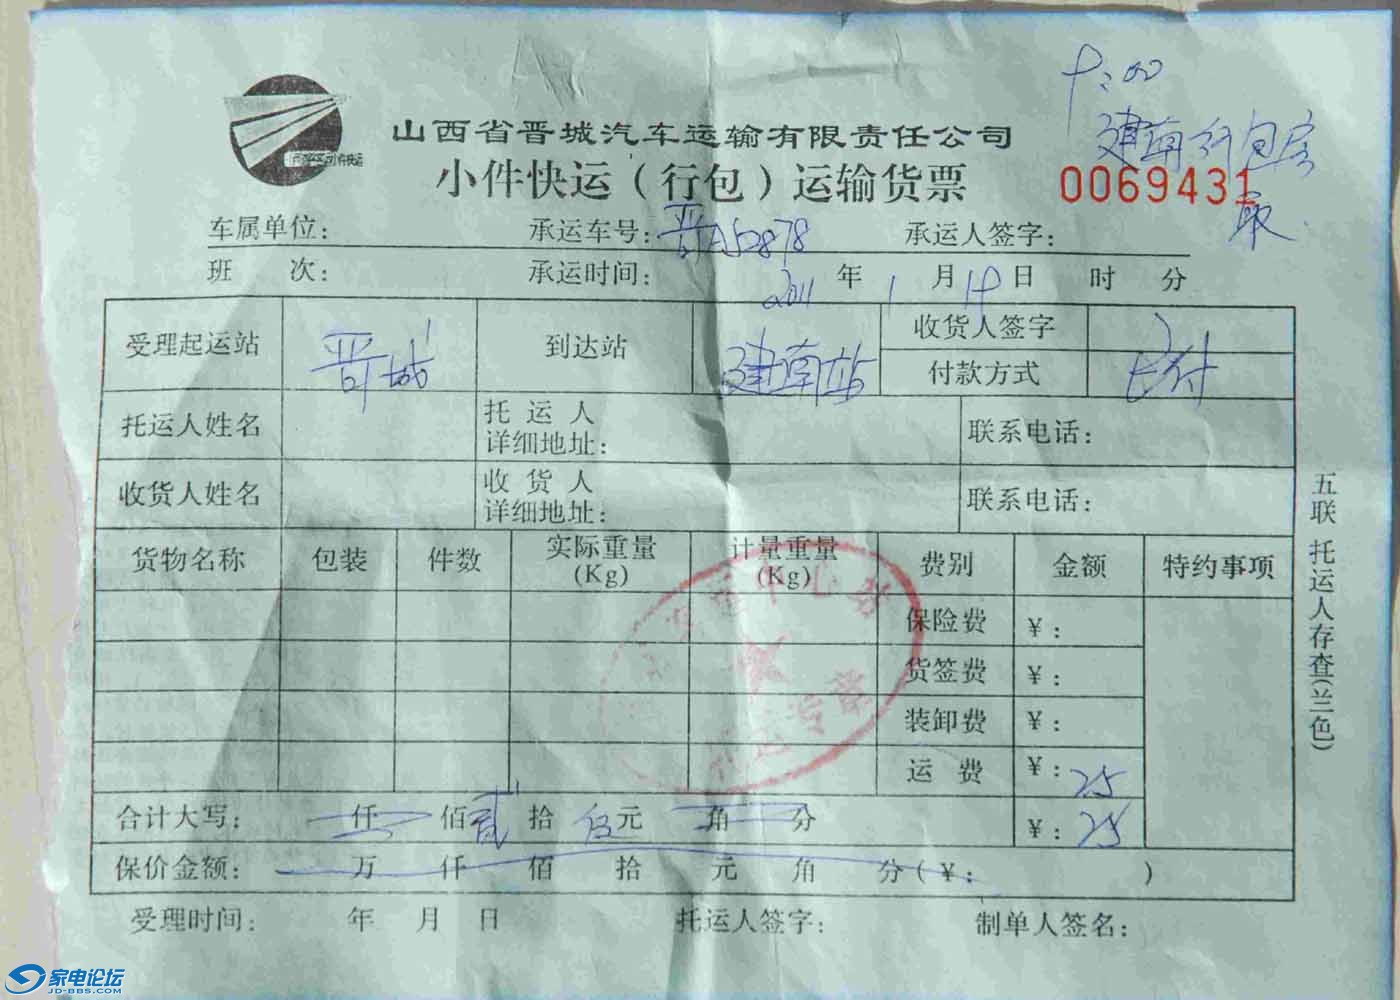 十:00
建南行包房
取
山西省晋城汽车运输有限责任公司
小件快运(行包)运输货票
0069431
车属单位: 承运车号:晋A52878 承运人签字:
班 次: 承运时间: 2011 年 1 月 14 日 时 分
受理起运站 晋城 到达站 建南站 收货人签字
付款方式 已付
托运人姓名 托运人详细地址: 联系电话:
收货人姓名 收货人详细地址: 联系电话:
货物名称 包装 件数 实际重量(Kg) 计量重量(Kg) 费别 金额 特约事项
保险费 ¥:
货签费 ¥:
装卸费 ¥:
运费 ¥:25
合计大写: 仟 佰 贰 拾 伍 元 角 分 ¥:25
保价金额: 万 仟 佰 拾 元 角 分(¥: )
受理时间: 年 月 日 托运人签字: 制单人签名:
五联 托运人存查(兰色)
家电论坛
JD-BBS.COM